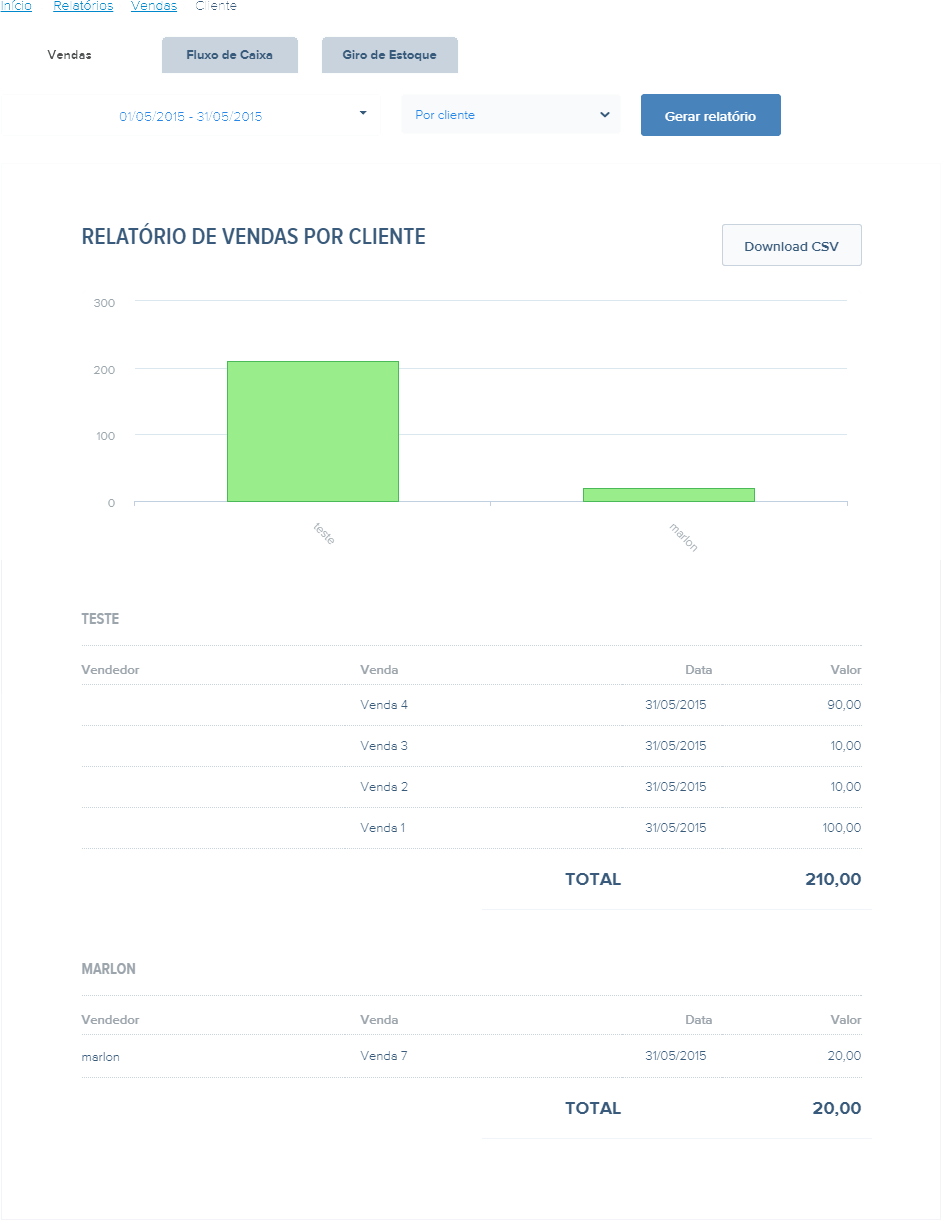 Início Relatórios Vendas Cliente
Vendas Fluxo de Caixa Giro de Estoque
01/05/2015 - 31/05/2015 Por cliente Gerar relatório
RELATÓRIO DE VENDAS POR CLIENTE
Download CSV
300
200
100
0
teste marlon
TESTE
Vendedor Venda Data Valor
Venda 4 31/05/2015 90,00
Venda 3 31/05/2015 10,00
Venda 2 31/05/2015 10,00
Venda 1 31/05/2015 100,00
TOTAL 210,00
MARLON
Vendedor Venda Data Valor
marlon Venda 7 31/05/2015 20,00
TOTAL 20,00